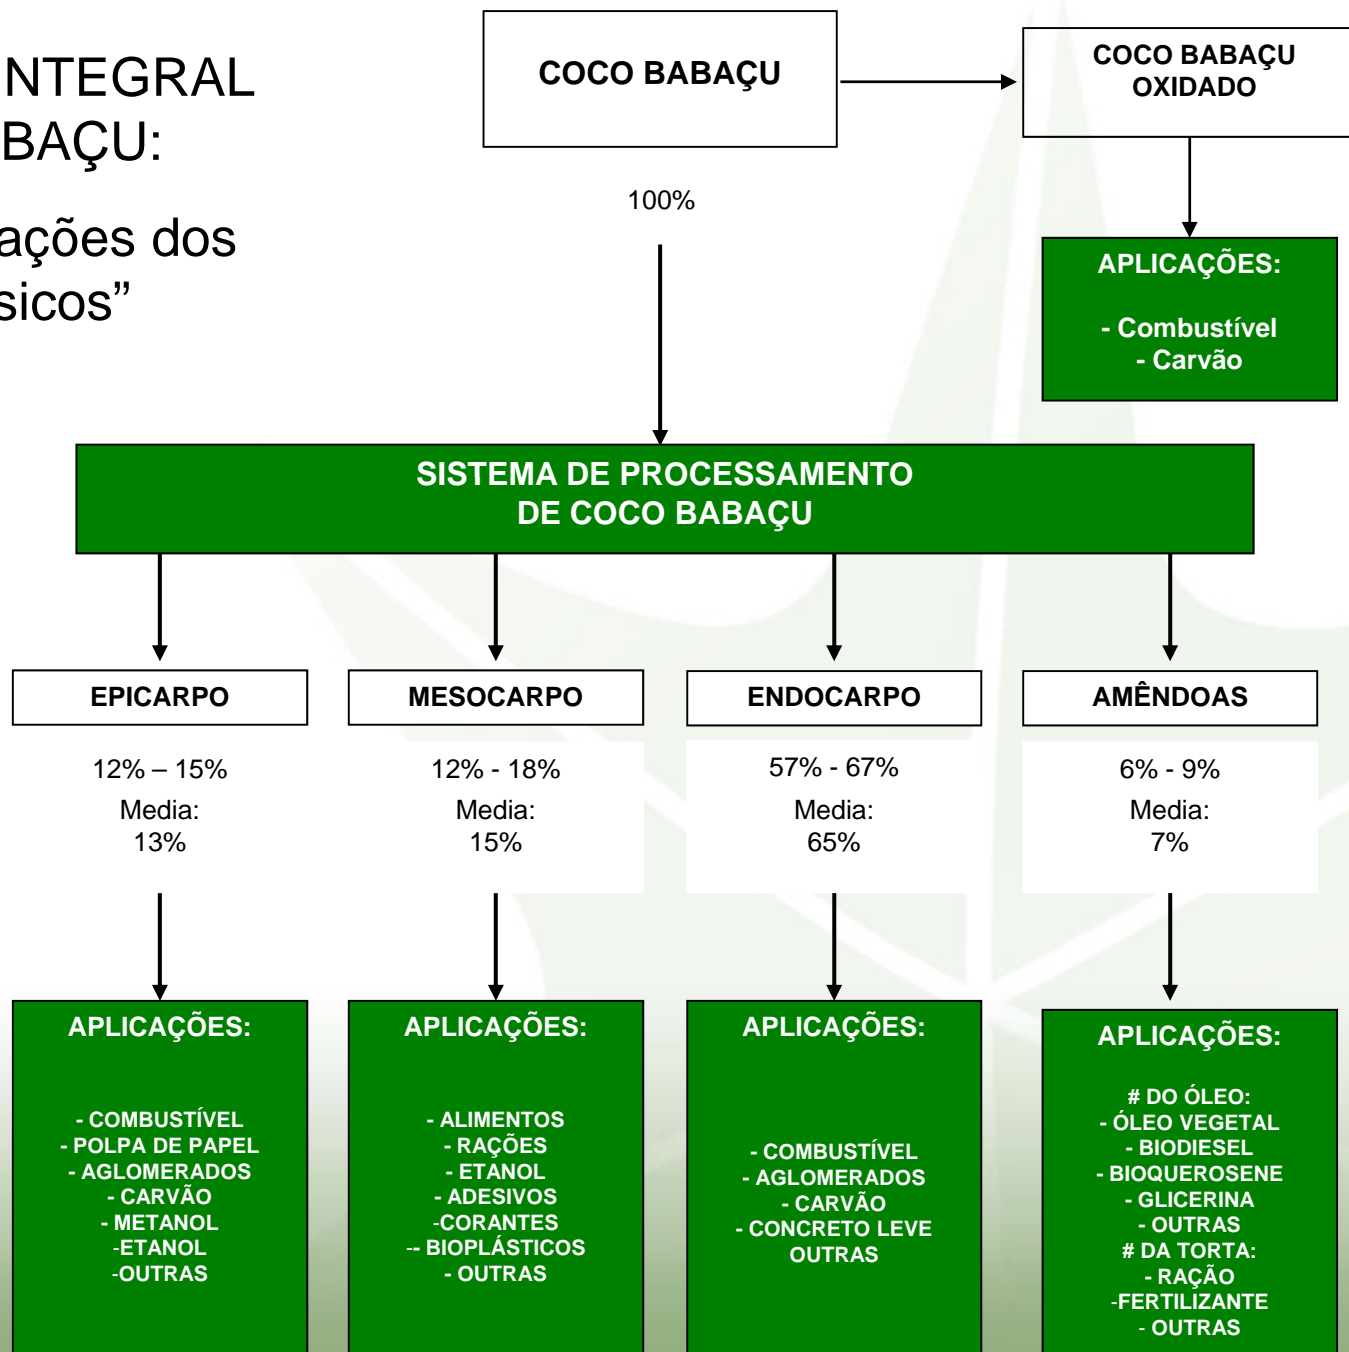 NTEGRAL
BAÇU:
ações dos
sicos”
COCO BABAÇU
COCO BABAÇU
OXIDADO
100%
APLICAÇÕES:
- Combustível
- Carvão
SISTEMA DE PROCESSAMENTO
DE COCO BABAÇU
EPICARPO
12% – 15%
Media:
13%
APLICAÇÕES:
- COMBUSTÍVEL
- POLPA DE PAPEL
- AGLOMERADOS
- CARVÃO
- METANOL
-ETANOL
-OUTRAS
MESOCARPO
12% - 18%
Media:
15%
APLICAÇÕES:
- ALIMENTOS
- RAÇÕES
- ETANOL
- ADESIVOS
-CORANTES
-- BIOPLÁSTICOS
- OUTRAS
ENDOCARPO
57% - 67%
Media:
65%
APLICAÇÕES:
- COMBUSTÍVEL
- AGLOMERADOS
- CARVÃO
- CONCRETO LEVE
OUTRAS
AMÊNDOAS
6% - 9%
Media:
7%
APLICAÇÕES:
# DO ÓLEO:
- ÓLEO VEGETAL
- BIODIESEL
- BIOQUEROSENE
- GLICERINA
- OUTRAS
# DA TORTA:
- RAÇÃO
-FERTILIZANTE
- OUTRAS